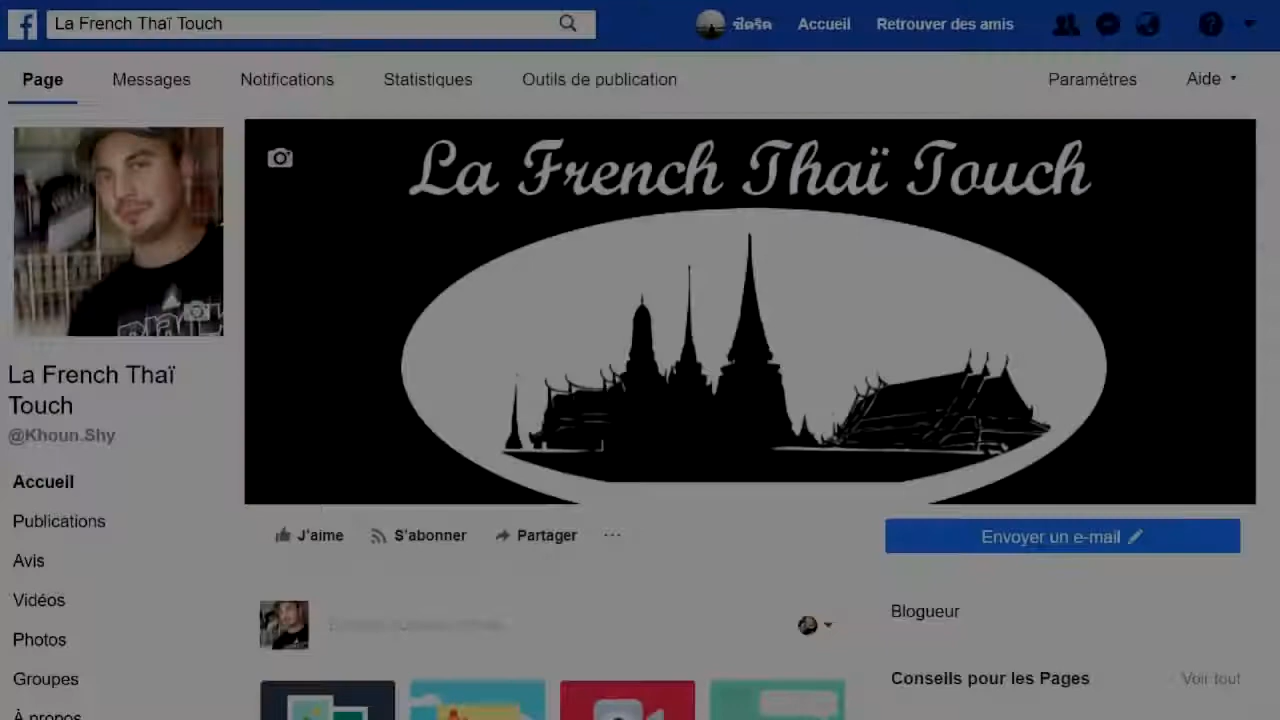 La French Thaï Touch
ซีดริค
Accueil
Retrouver des amis
Page
Messages
Notifications
Statistiques
Outils de publication
Paramètres
Aide
La French Thaï Touch
La French Thaï
Touch
@Khoun.Shy
Accueil
Publications
Avis
Vidéos
Photos
Groupes
À propos
J'aime
S'abonner
Partager
Envoyer un e-mail
Blogueur
Conseils pour les Pages
Voir tout